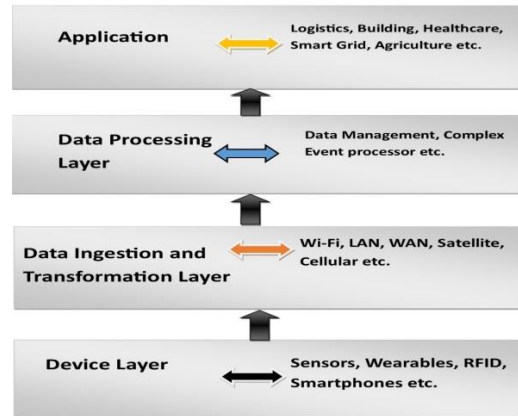 Application
Logistics, Building, Healthcare,
Smart Grid, Agriculture etc.
Data Processing
Layer
Data Management, Complex
Event processor etc.
Data Ingestion and
Transformation Layer
Wi-Fi, LAN, WAN, Satellite,
Cellular etc.
Device Layer
Sensors, Wearables, RFID,
Smartphones etc.